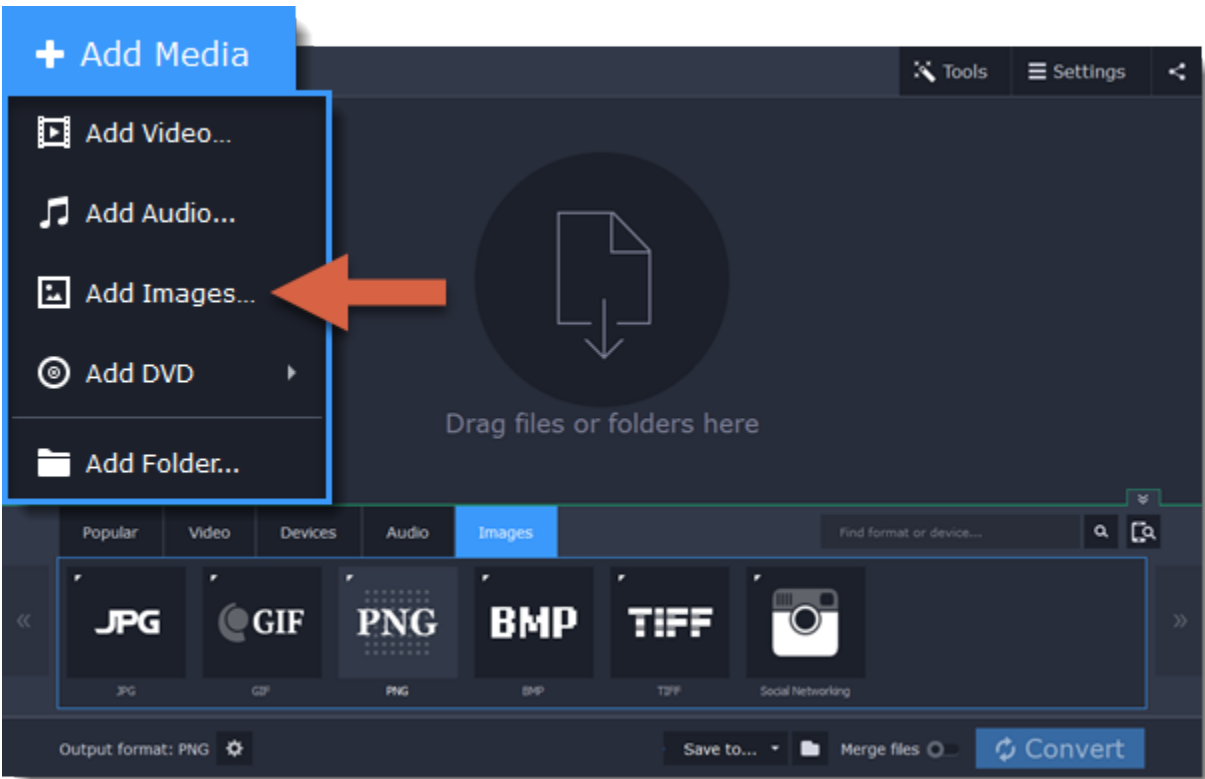 Add Media
Tools
Settings
Add Video...
Add Audio...
Add Images...
Add DVD
Add Folder...
Drag files or folders here
Popular
Video
Devices
Audio
Images
Find format or device...
JPG
GIF
PNG
BMP
TIFF
JPG
GIF
PNG
BMP
TIFF
Social Networking
Output format: PNG
Save to...
Merge files
Convert